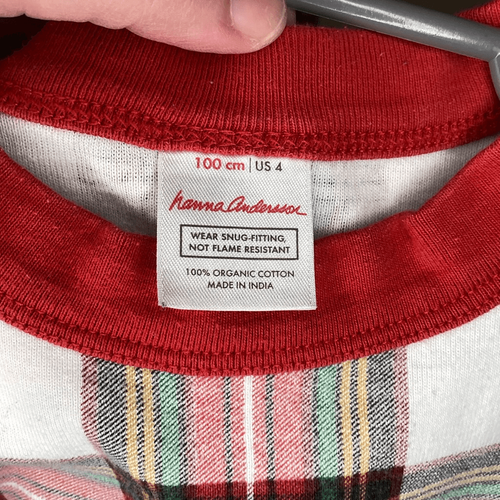 100 cm | US 4
hanna andersson
WEAR SNUG-FITTING,
NOT FLAME RESISTANT
100% ORGANIC COTTON
MADE IN INDIA